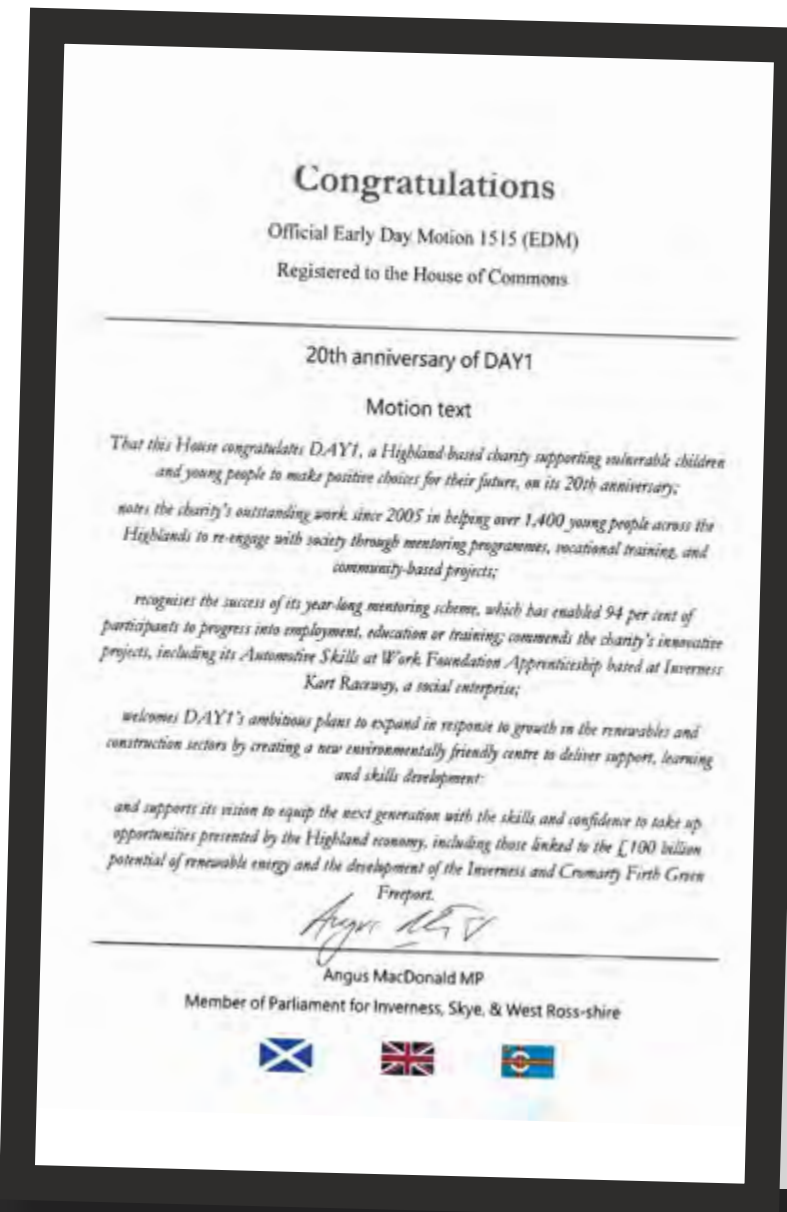 Congratulations
Official Early Day Motion 1515 (EDM)
Registered to the House of Commons
20th anniversary of DAY1
Motion text
That this House congratulates DAY1, a Highland-based charity supporting vulnerable children
and young people to make positive choices for their future, on its 20th anniversary;
notes the charity's outstanding work since 2005 in helping over 1,400 young people across the
Highlands to re-engage with society through mentoring programmes, vocational training, and
community-based projects;
recognises the success of its year-long mentoring scheme, which has enabled 94 per cent of
participants to progress into employment, education or training; commends the charity's innovative
projects, including its Automotive Skills at Work Foundation Apprenticeship based at Inverness
Kart Raceway, a social enterprise;
welcomes DAY1's ambitious plans to expand in response to growth in the renewables and
construction sectors by creating a new environmentally friendly centre to deliver support, learning
and skills development:
and supports its vision to equip the next generation with the skills and confidence to take up
opportunities presented by the Highland economy, including those linked to the £100 billion
potential of renewable energy and the development of the Inverness and Cromarty Firth Green
Freeport.
Angus MacDonald MP
Member of Parliament for Inverness, Skye, & West Ross-shire